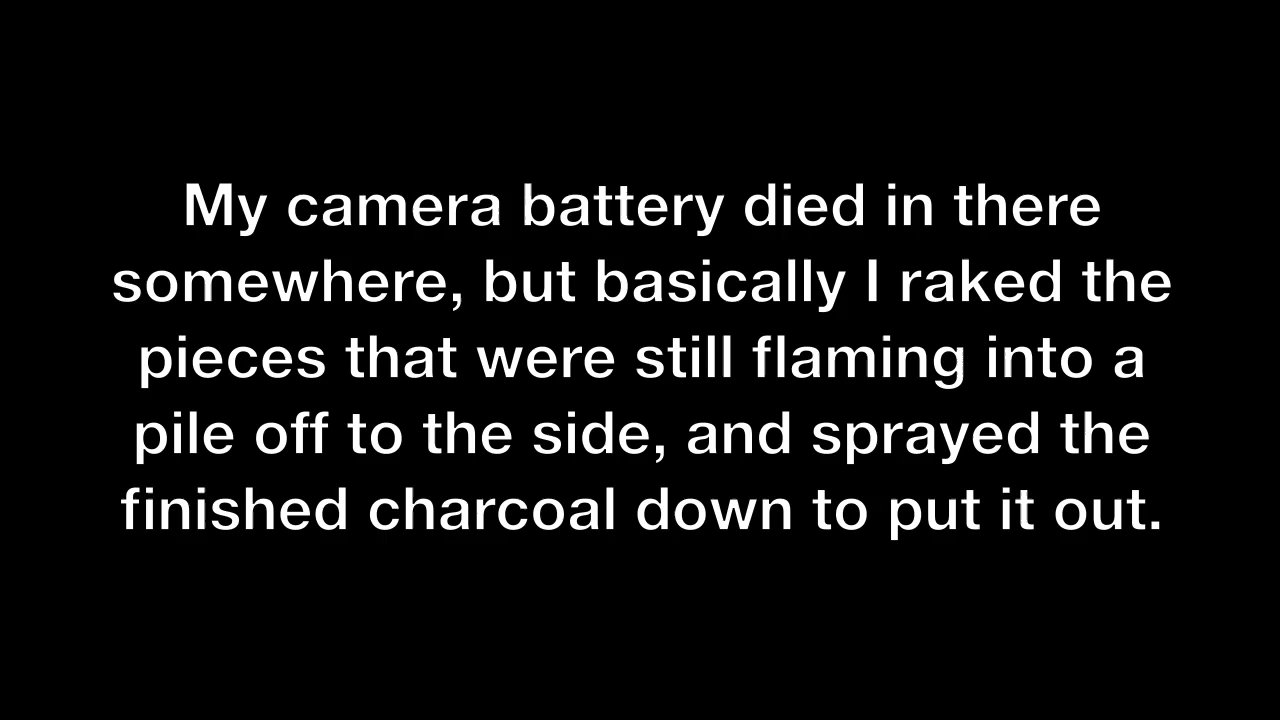 My camera battery died in there
somewhere, but basically I raked the
pieces that were still flaming into a
pile off to the side, and sprayed the
finished charcoal down to put it out.